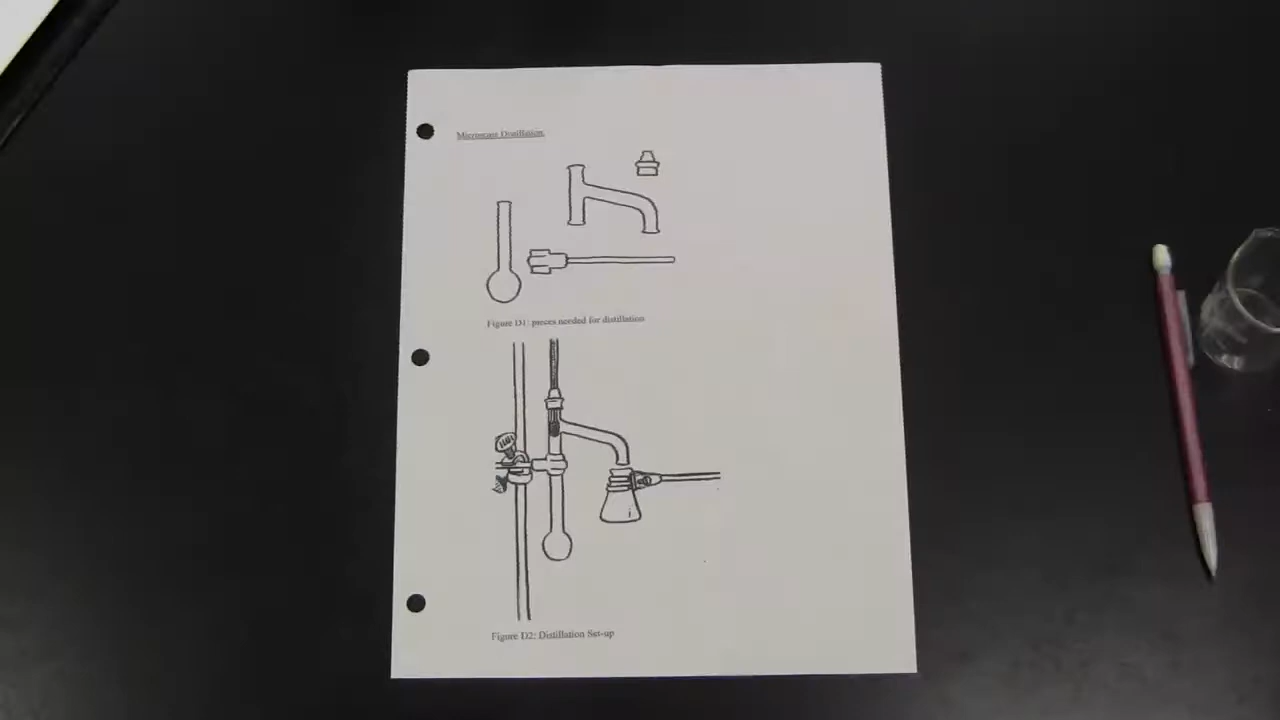 Microscale Distillation
Figure D1: pieces needed for distillation
Figure D2: Distillation Set-up